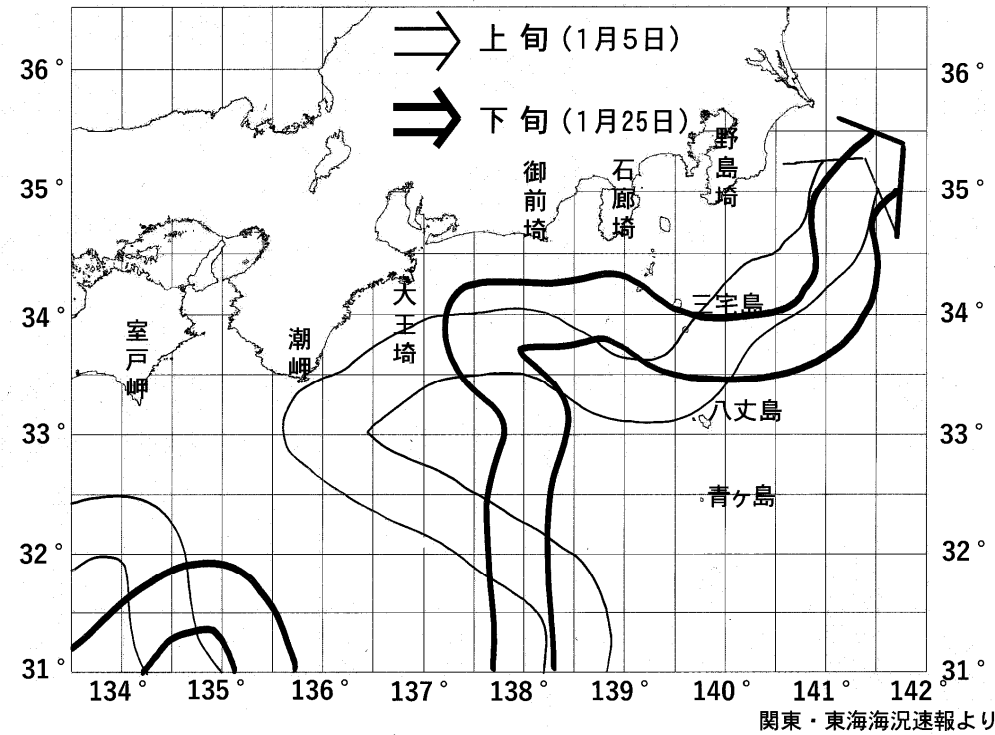 上旬（1月5日）
下旬（1月25日）
36° 36°
35° 35°
34° 34°
33° 33°
32° 32°
31° 31°
134° 135° 136° 137° 138° 139° 140° 141° 142°
室戸岬
潮岬
大王埼
御前埼
石廊埼
野島埼
三宅島
八丈島
青ヶ島
関東・東海海況速報より